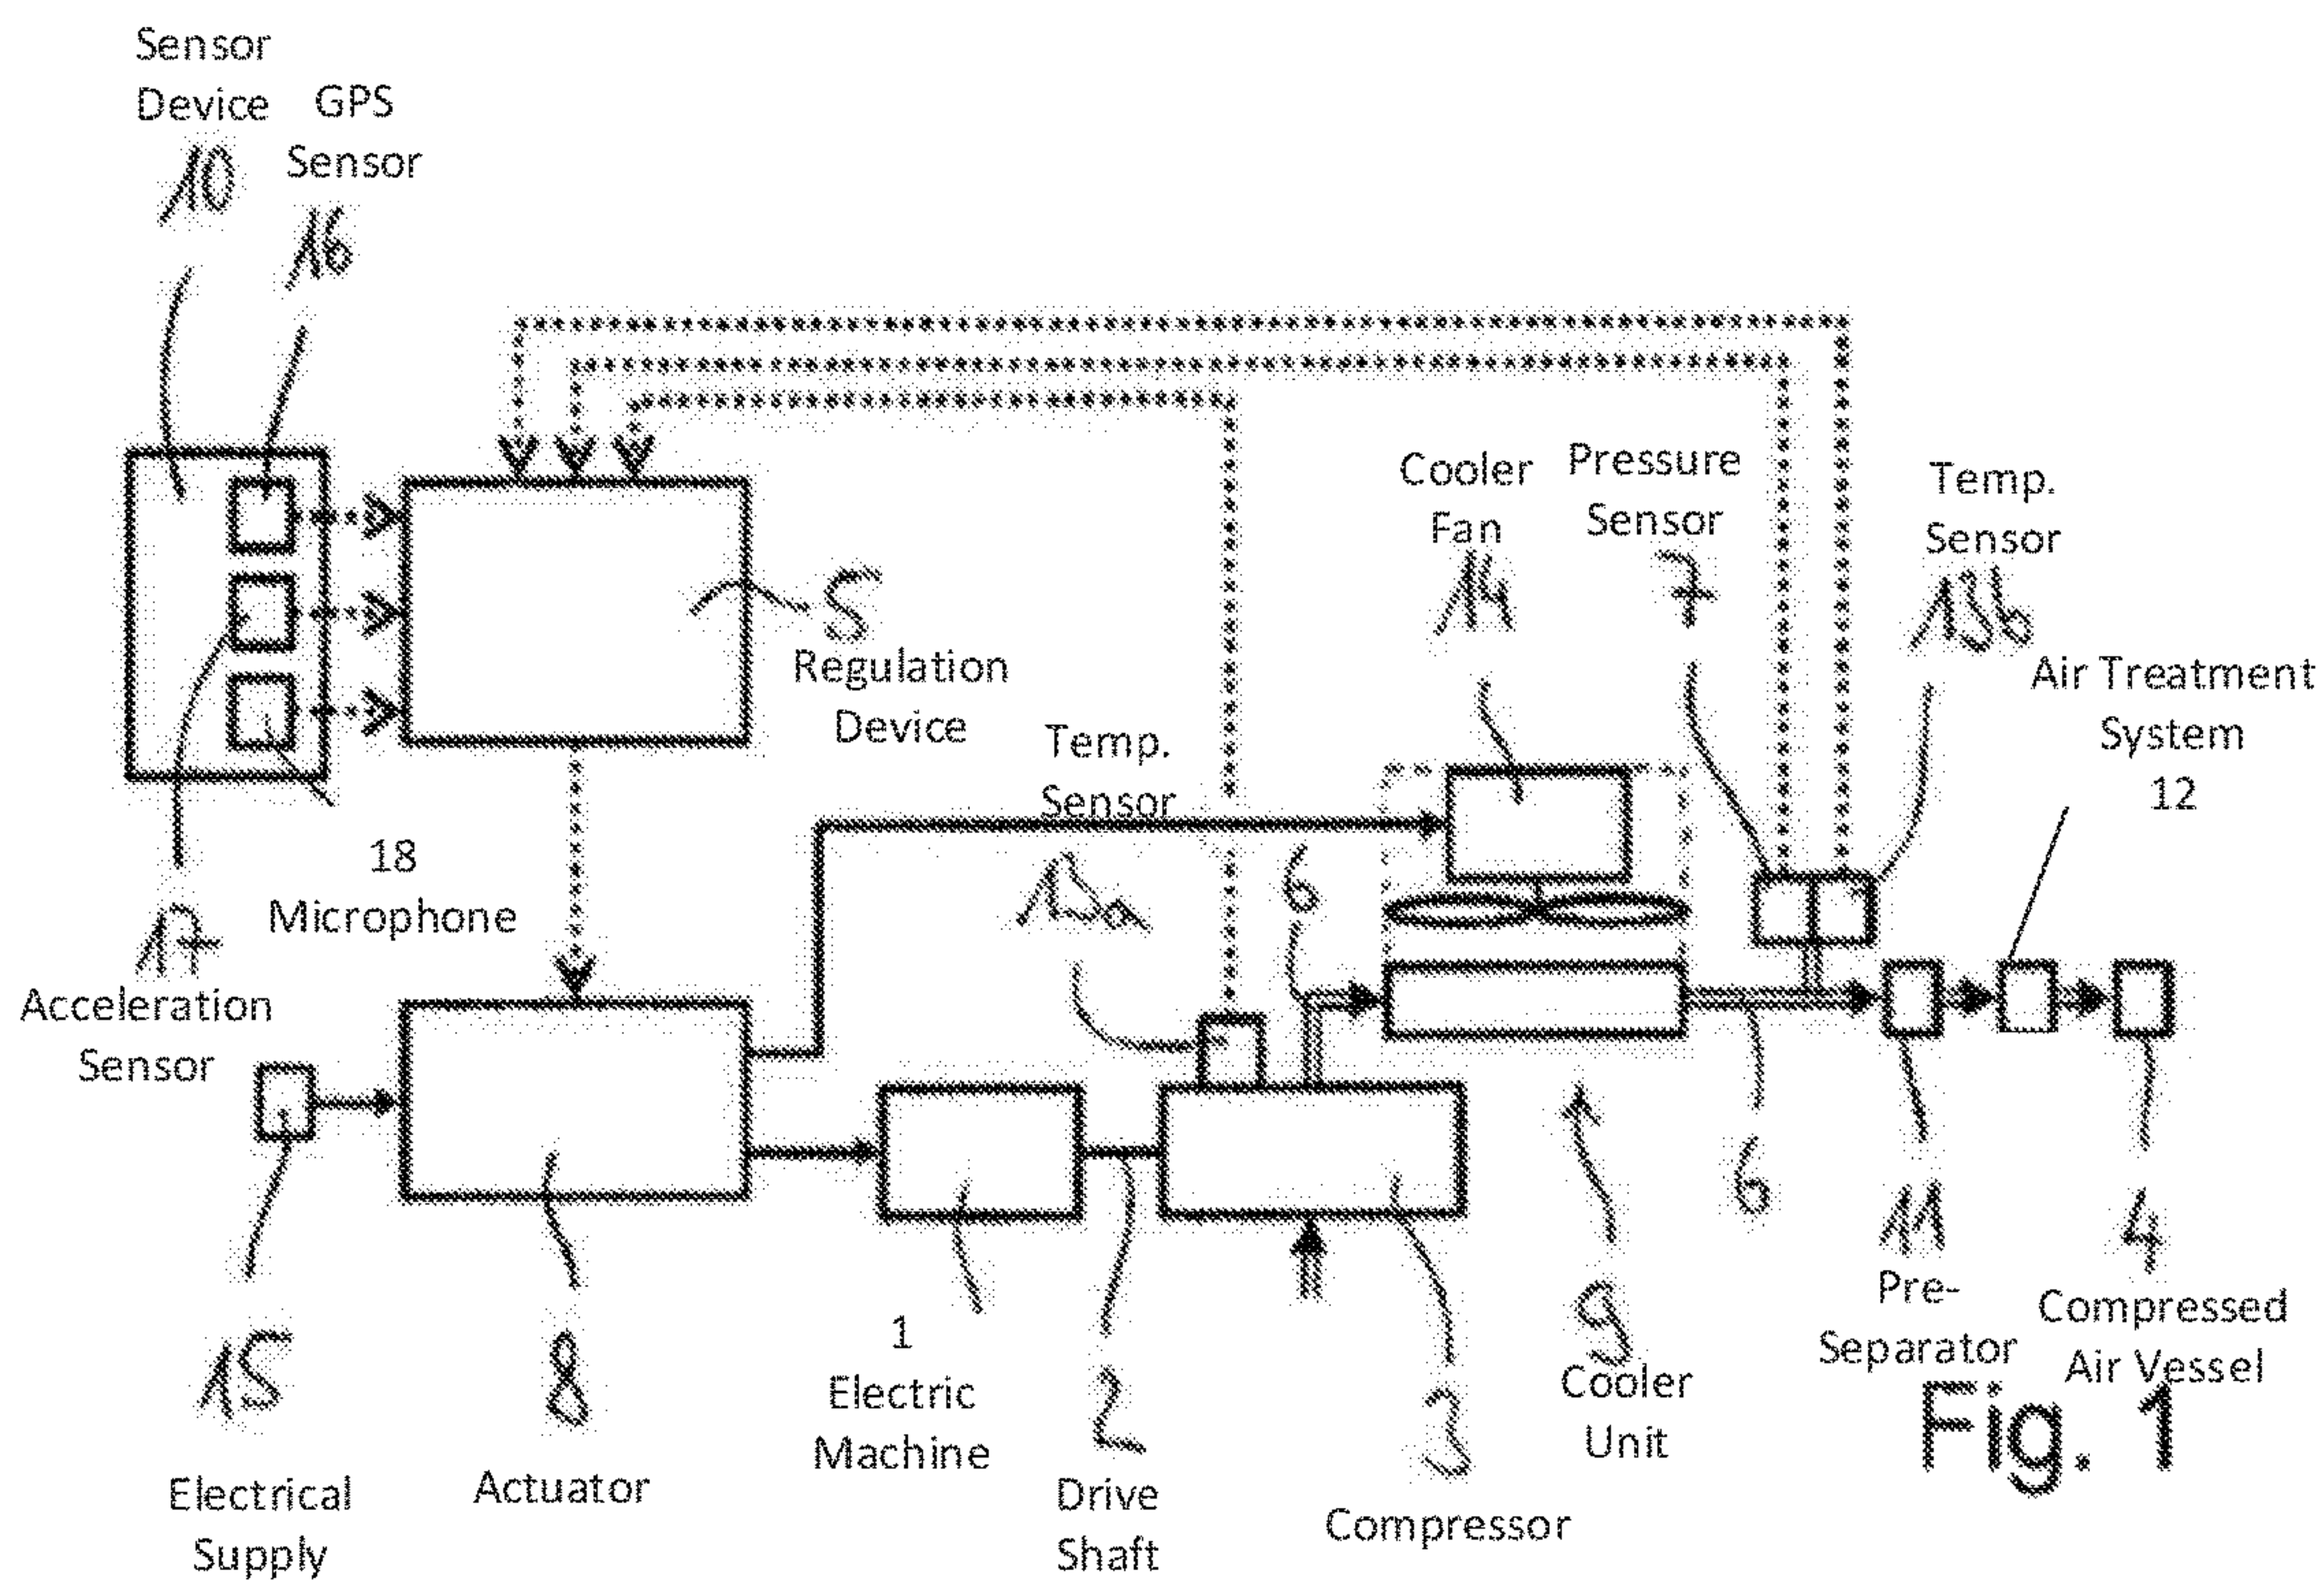 Sensor
Device
10
GPS
Sensor
16
Cooler
Fan
14
Pressure
Sensor
7
Temp.
Sensor
13b
5
Regulation
Device
Air Treatment
System
12
Temp.
Sensor
13a
6
18
Microphone
17
Acceleration
Sensor
15
Electrical
Supply
8
Actuator
1
Electric
Machine
2
Drive
Shaft
3
Compressor
9
Cooler
Unit
6
11
Pre-
Separator
4
Compressed
Air Vessel
Fig. 1